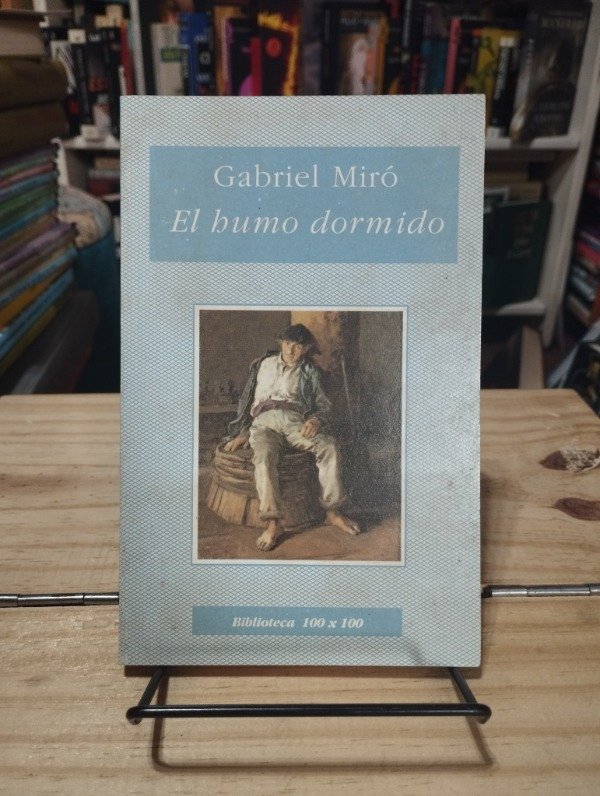 Gabriel Miró
El humo dormido
Biblioteca 100 x 100